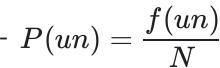 - P(un) = f(un) / N